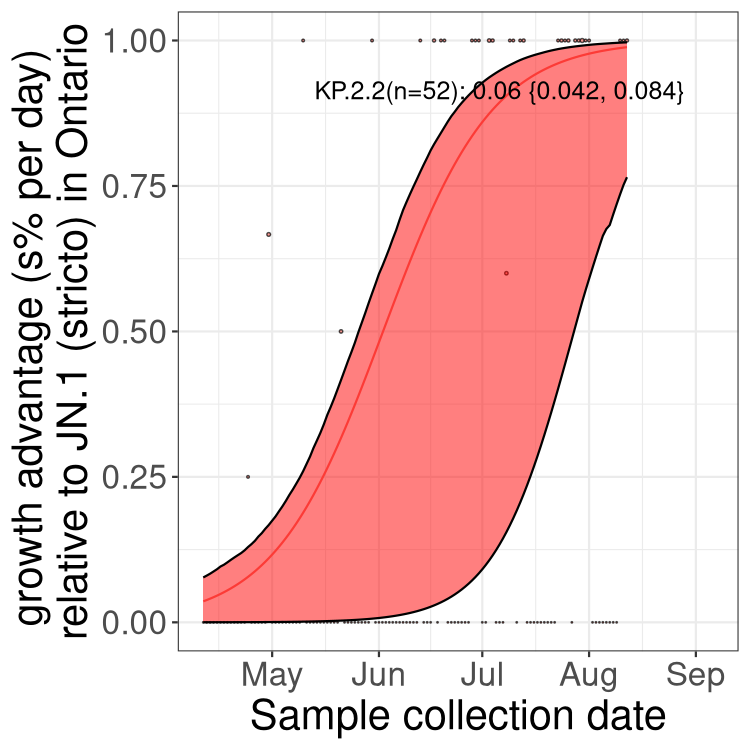 growth advantage (s% per day)
relative to JN.1 (stricto) in Ontario
1.00
0.75
0.50
0.25
0.00
KP.2.2(n=52): 0.06 {0.042, 0.084}
May Jun Jul Aug Sep
Sample collection date